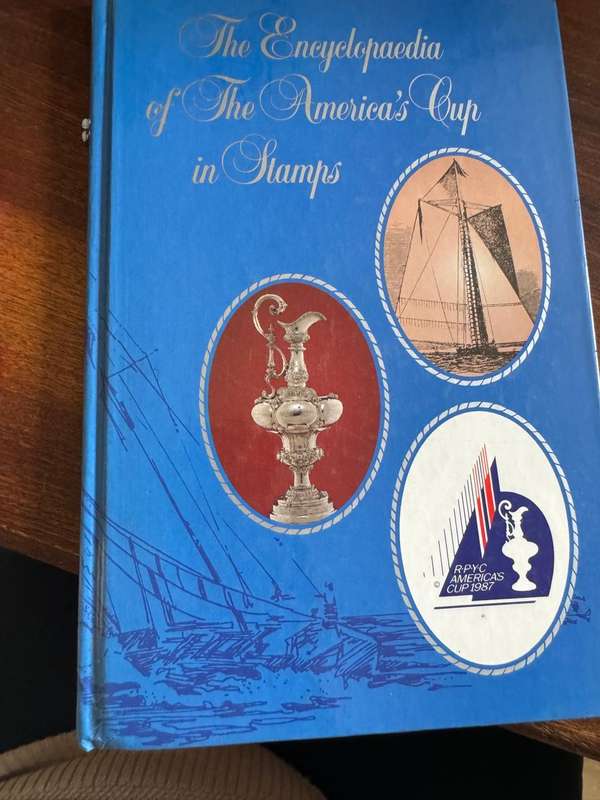 The Encyclopaedia
of The America's Cup
in Stamps
R·P·Y·C
AMERICA'S
© CUP 1987